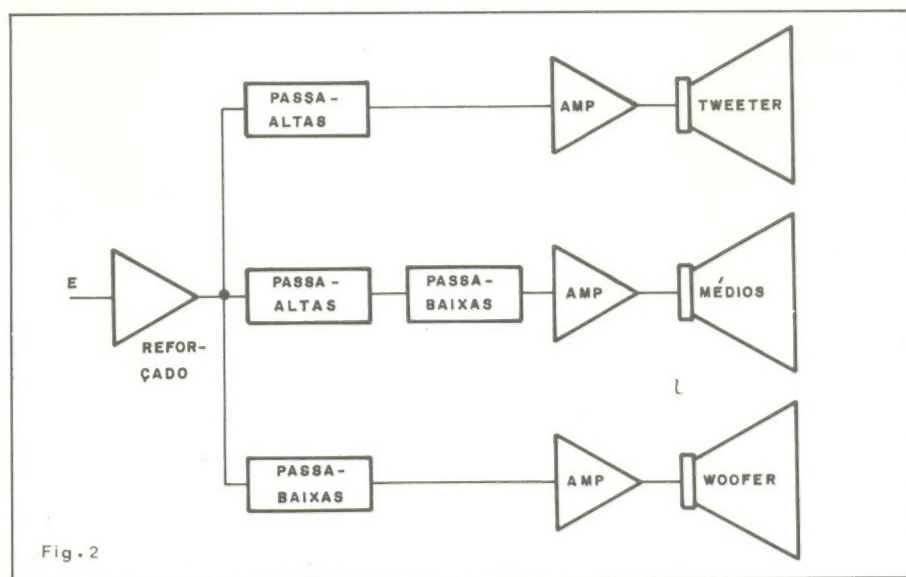 PASSA-
ALTAS
AMP
TWEETER
E
REFOR-
ÇADO
PASSA-
ALTAS
PASSA-
BAIXAS
AMP
MÉDIOS
PASSA-
BAIXAS
AMP
WOOFER
Fig.2